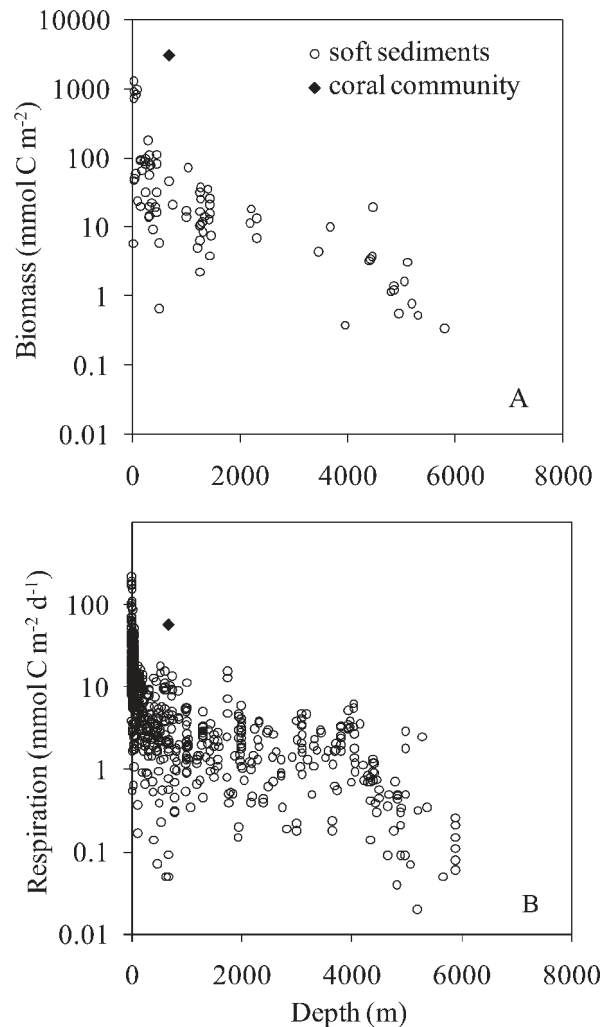 10000
○ soft sediments
1000
◆ coral community
100
10
1
0.1
0.01
Biomass (mmol C m⁻²)
A
0 2000 4000 6000 8000
100
10
1
0.1
0.01
Respiration (mmol C m⁻² d⁻¹)
B
0 2000 4000 6000 8000
Depth (m)